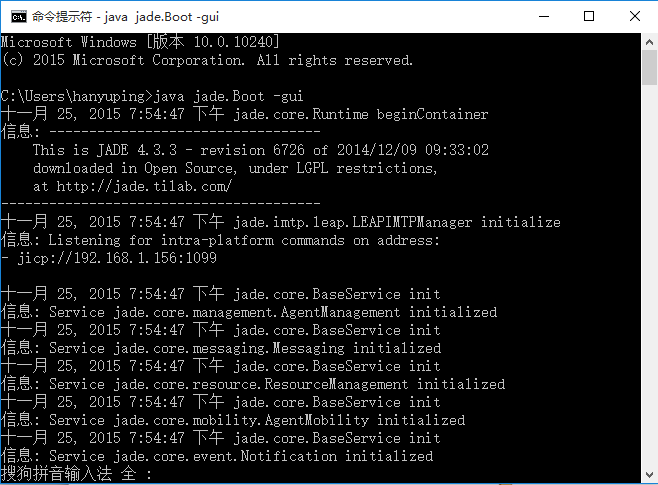 命令提示符 - java  jade.Boot -gui
Microsoft Windows [版本 10.0.10240]
(c) 2015 Microsoft Corporation. All rights reserved.
C:\Users\hanyuping>java jade.Boot -gui
十一月 25, 2015 7:54:47 下午 jade.core.Runtime beginContainer
信息: ----------------------------------
    This is JADE 4.3.3 - revision 6726 of 2014/12/09 09:33:02
    downloaded in Open Source, under LGPL restrictions,
    at http://jade.tilab.com/
----------------------------------------
十一月 25, 2015 7:54:47 下午 jade.imtp.leap.LEAPIMTPManager initialize
信息: Listening for intra-platform commands on address:
- jicp://192.168.1.156:1099
十一月 25, 2015 7:54:47 下午 jade.core.BaseService init
信息: Service jade.core.management.AgentManagement initialized
十一月 25, 2015 7:54:47 下午 jade.core.BaseService init
信息: Service jade.core.messaging.Messaging initialized
十一月 25, 2015 7:54:47 下午 jade.core.BaseService init
信息: Service jade.core.resource.ResourceManagement initialized
十一月 25, 2015 7:54:47 下午 jade.core.BaseService init
信息: Service jade.core.mobility.AgentMobility initialized
十一月 25, 2015 7:54:47 下午 jade.core.BaseService init
信息: Service jade.core.event.Notification initialized
搜狗拼音输入法 全 :